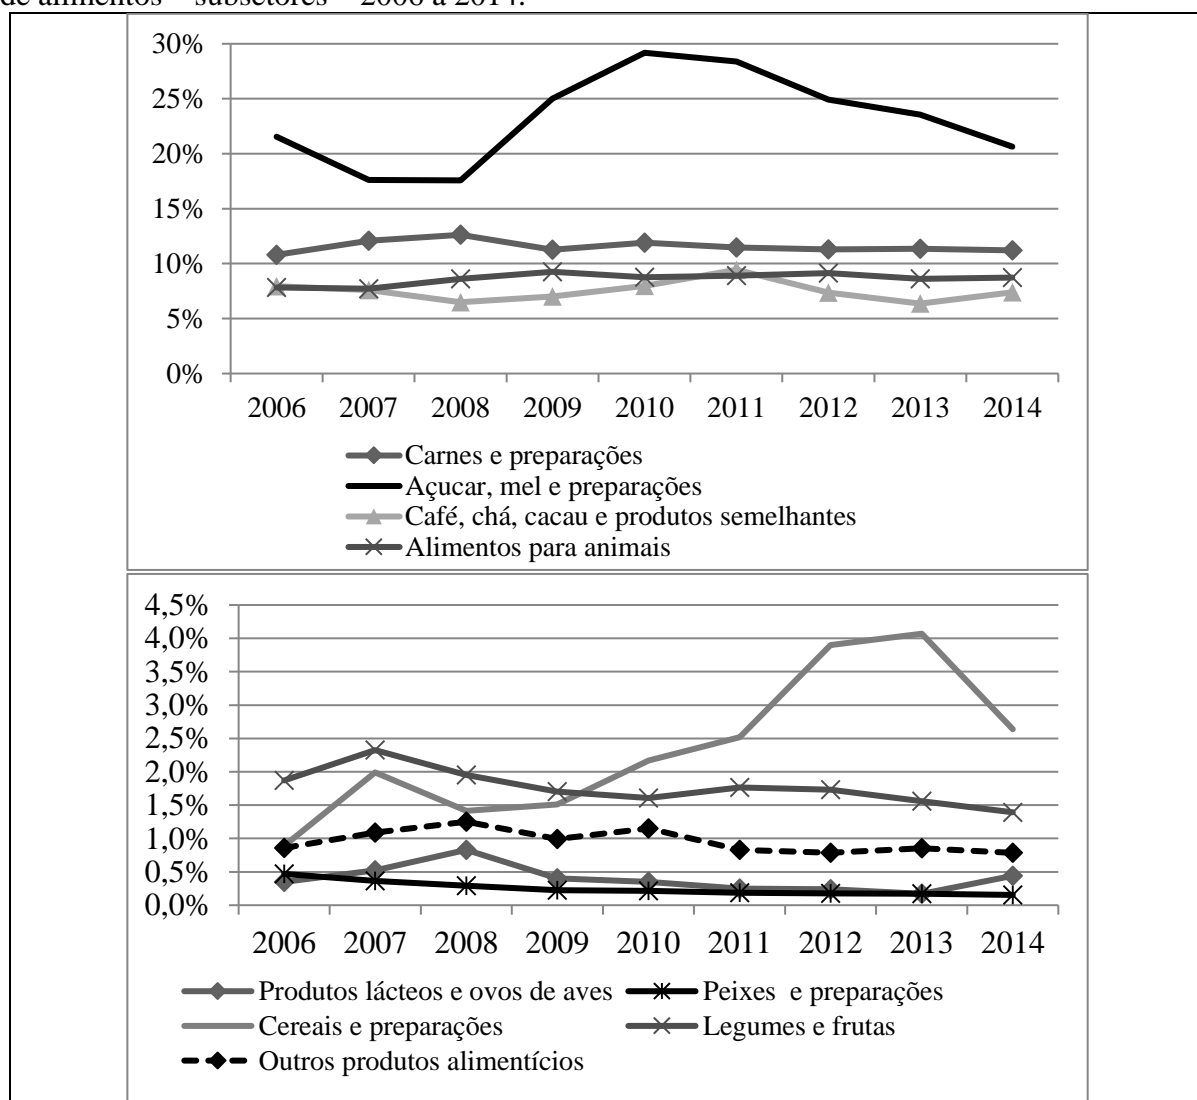 de alimentos – subsetores – 2006 a 2014.
30%
25%
20%
15%
10%
5%
0%
2006 2007 2008 2009 2010 2011 2012 2013 2014
Carnes e preparações
Açucar, mel e preparações
Café, chá, cacau e produtos semelhantes
Alimentos para animais
4,5%
4,0%
3,5%
3,0%
2,5%
2,0%
1,5%
1,0%
0,5%
0,0%
2006 2007 2008 2009 2010 2011 2012 2013 2014
Produtos lácteos e ovos de aves Peixes e preparações
Cereais e preparações Legumes e frutas
Outros produtos alimentícios